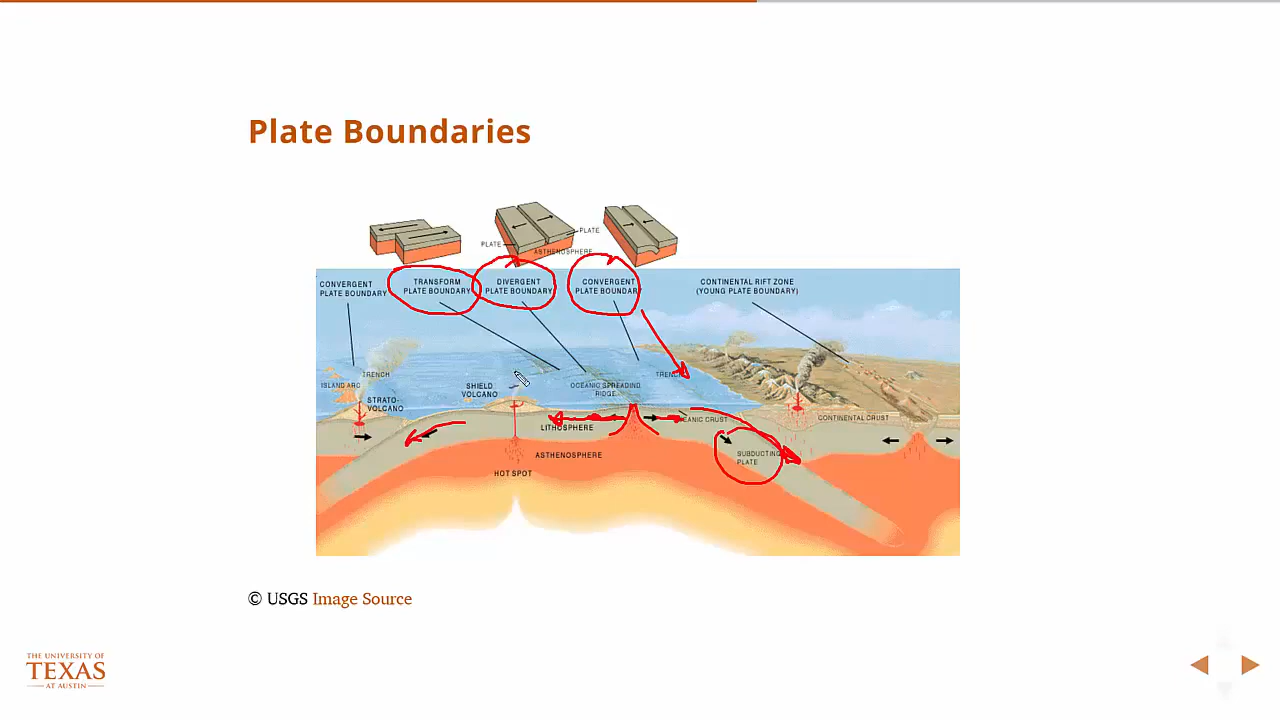 Plate Boundaries
PLATE
PLATE
ASTHENOSPHERE
CONVERGENT
PLATE BOUNDARY
TRANSFORM
PLATE BOUNDARY
DIVERGENT
PLATE BOUNDARY
CONVERGENT
PLATE BOUNDARY
CONTINENTAL RIFT ZONE
(YOUNG PLATE BOUNDARY)
TRENCH
ISLAND ARC
STRATO-
VOLCANO
SHIELD
VOLCANO
OCEANIC SPREADING
RIDGE
TRENCH
LITHOSPHERE
CRUST
CONTINENTAL CRUST
ASTHENOSPHERE
SUBDUCTING
PLATE
HOT SPOT
© USGS Image Source
THE UNIVERSITY OF
TEXAS
AT AUSTIN